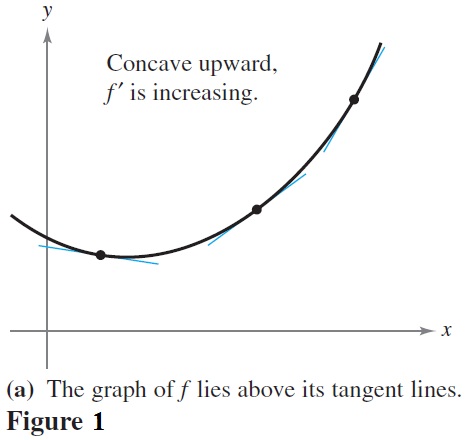 y
Concave upward,
f′ is increasing.
x
(a) The graph of f lies above its tangent lines.
Figure 1